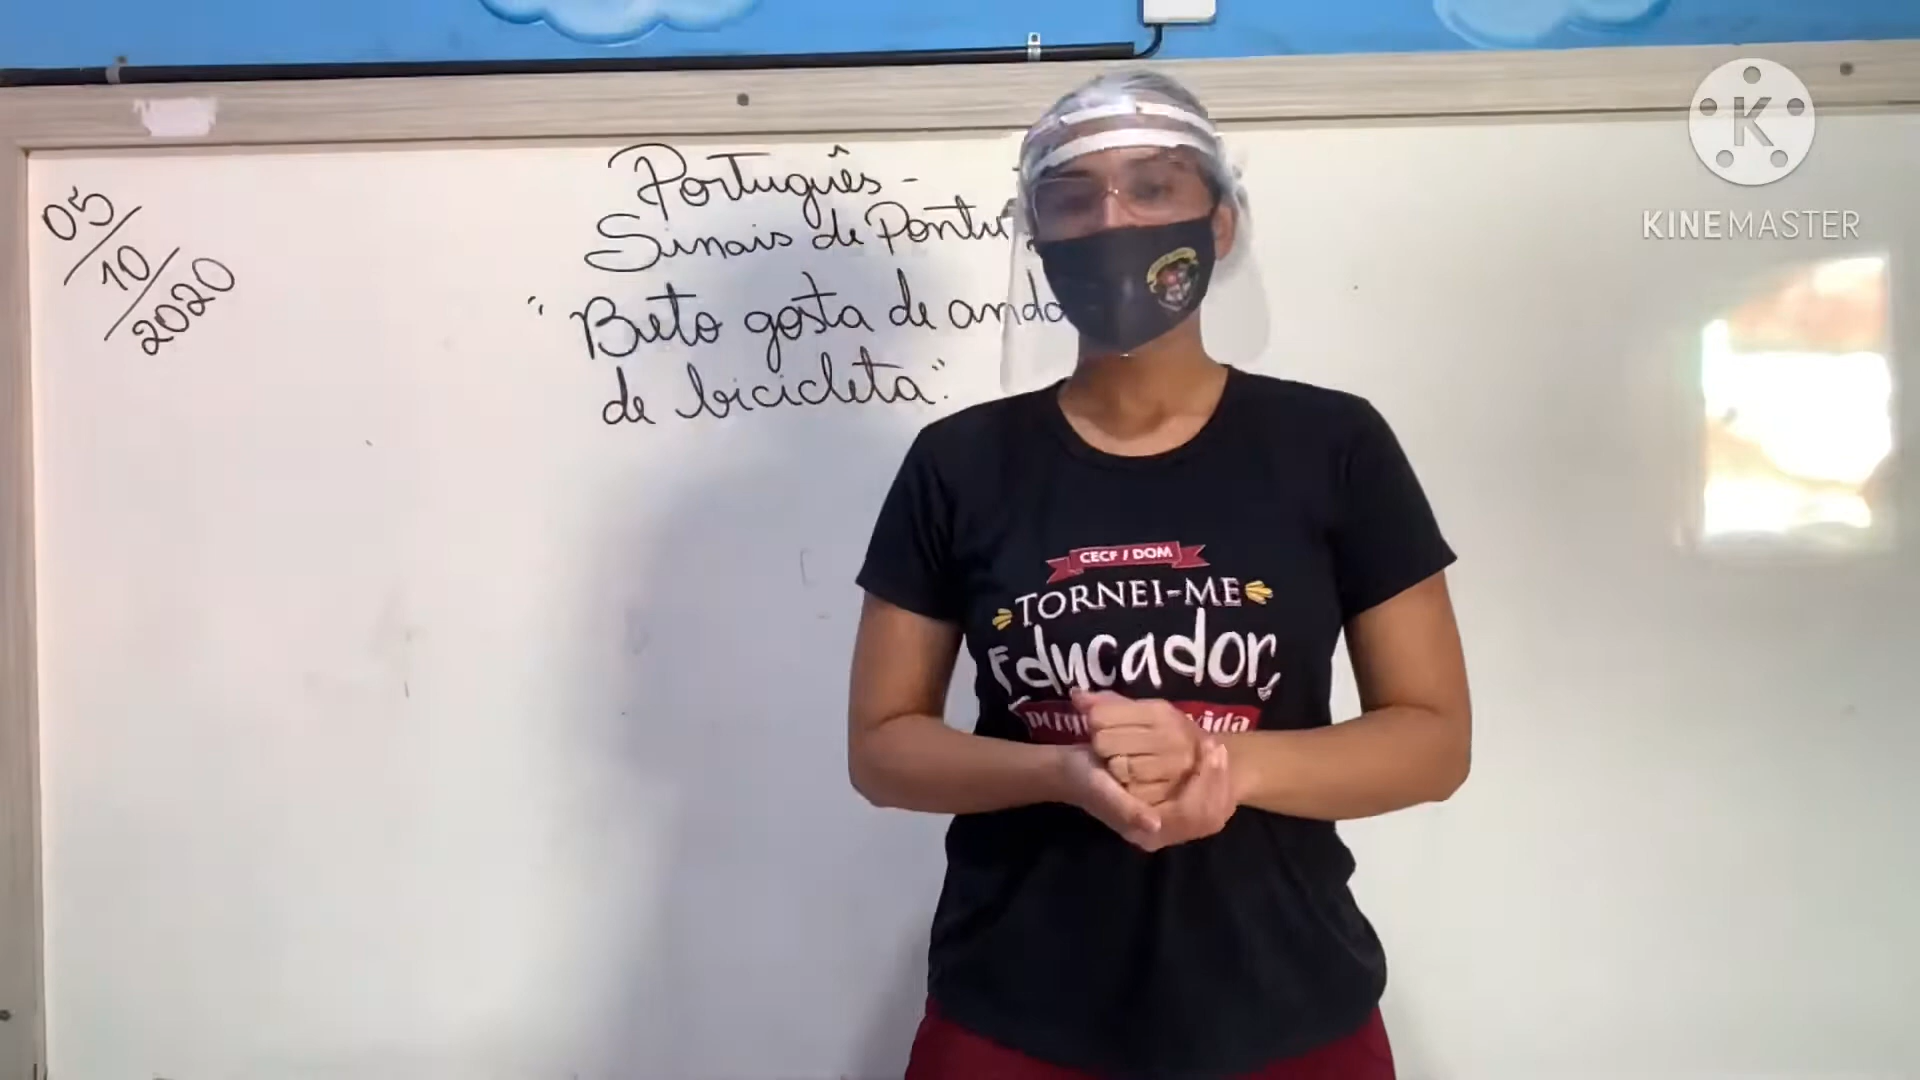 05/10/2020
Português -
Sinais de Pontu
"Beto gosta de anda
de bicicleta".
K
KINEMASTER
CECF / DOM
TORNEI-ME
Educador,
vida